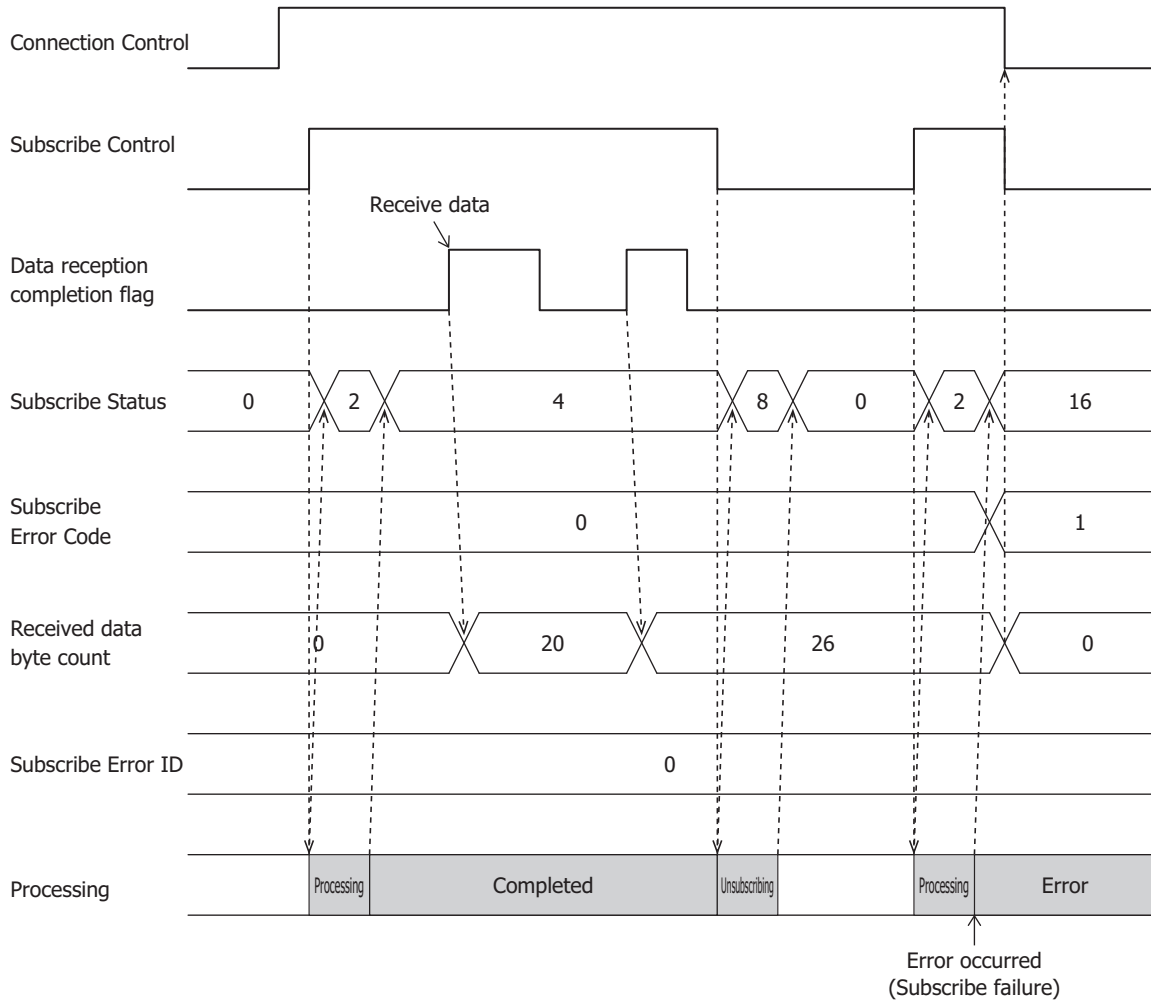 Connection Control
Subscribe Control
Receive data
Data reception
completion flag
Subscribe Status
0
2
4
8
0
2
16
Subscribe
Error Code
0
1
Received data
byte count
0
20
26
0
Subscribe Error ID
0
Processing
Processing
Completed
Unsubscribing
Processing
Error
Error occurred
(Subscribe failure)